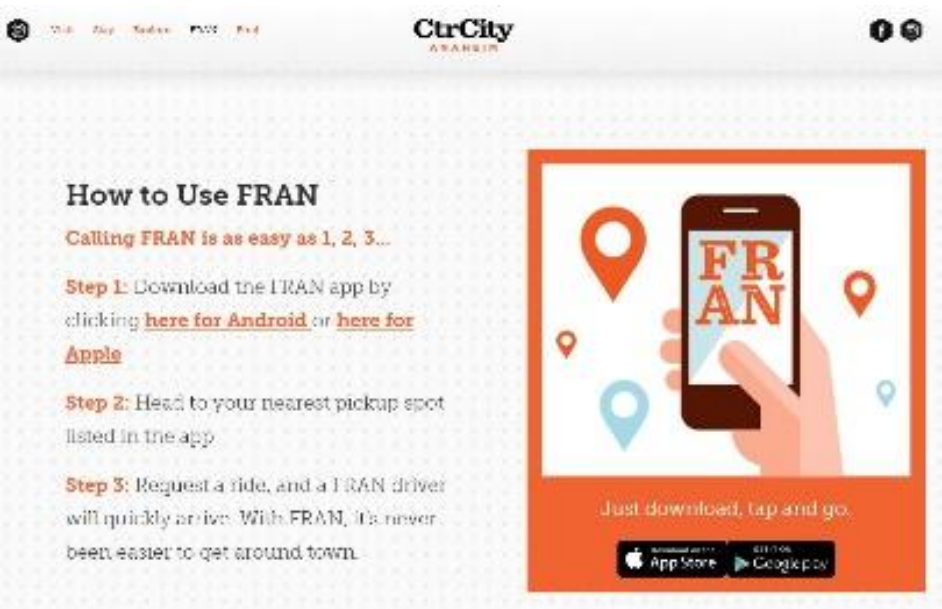 FRAN
CtrCity
ANAHEIM
How to Use FRAN
Calling FRAN is as easy as 1, 2, 3...
Step 1: Download the FRAN app by
clicking here for Android or here for
Apple
Step 2: Head to your nearest pickup spot
listed in the app
Step 3: Request a ride, and a FRAN driver
will quickly arrive. With FRAN, it's never
been easier to get around town.
FR
AN
Just download, tap and go.
App Store
Google play